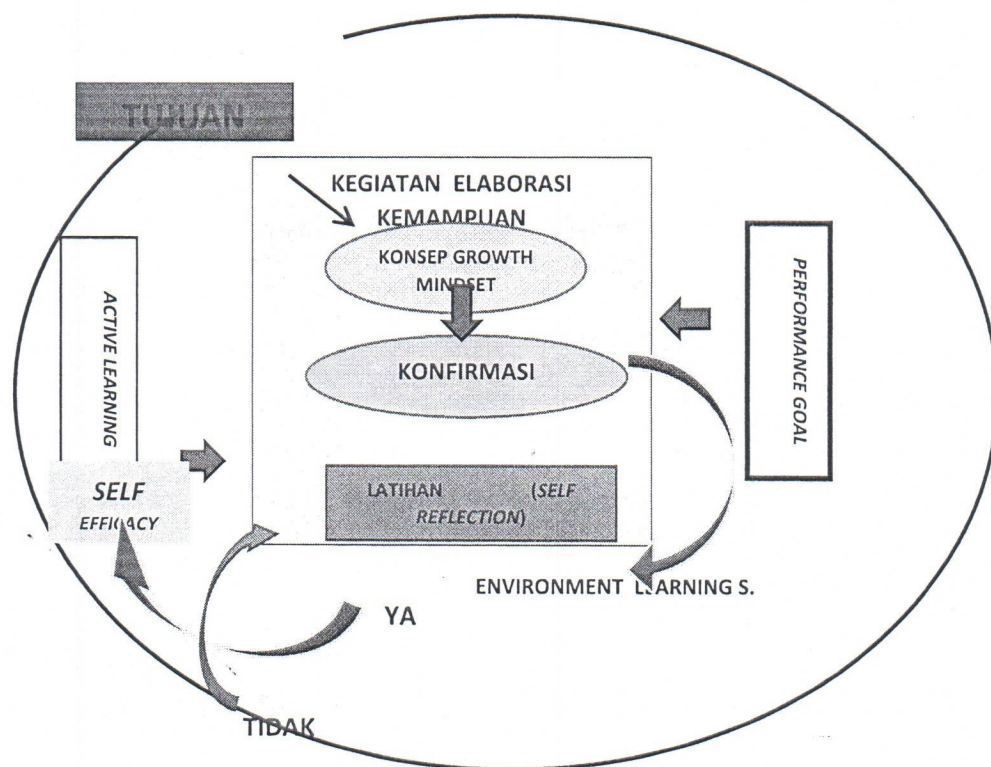 TUJUAN
KEGIATAN ELABORASI
KEMAMPUAN
KONSEP GROWTH
MINDSET
KONFIRMASI
LATIHAN (SELF
REFLECTION)
ACTIVE LEARNING
SELF
EFFICACY
PERFORMANCE GOAL
ENVIRONMENT LEARNING S.
YA
TIDAK